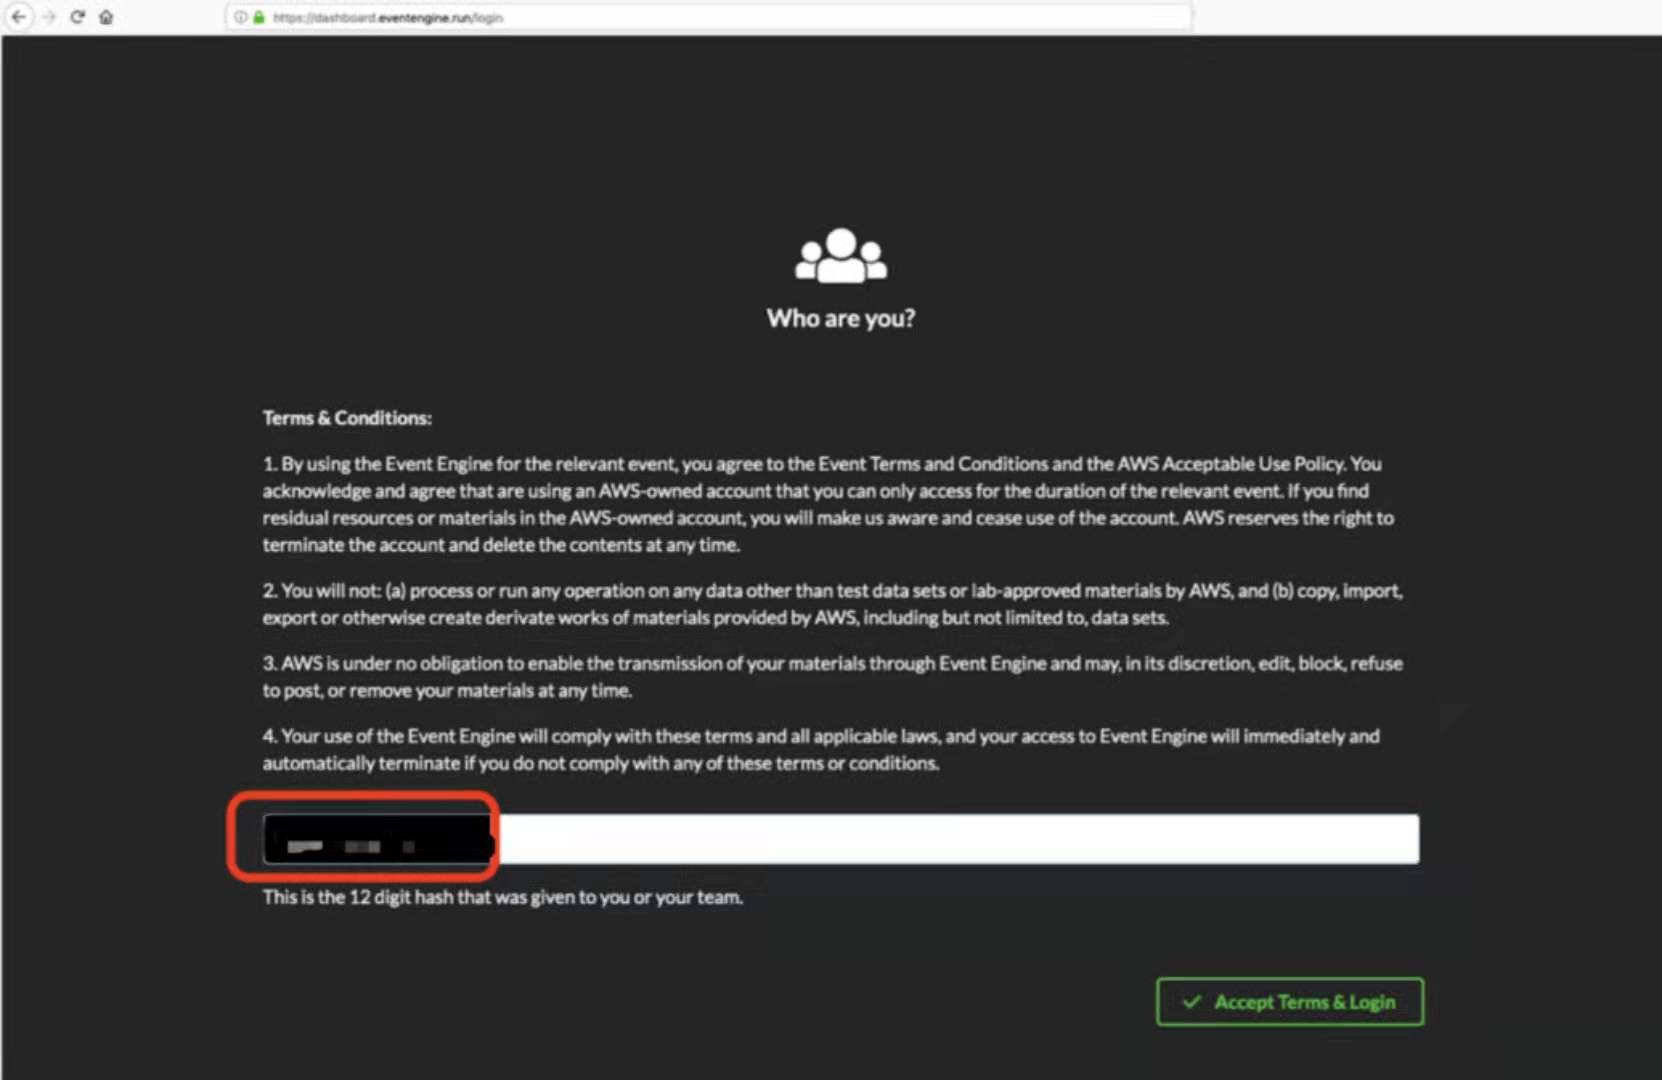 https://dashboard.eventengine.run/login
Who are you?
Terms & Conditions:
1. By using the Event Engine for the relevant event, you agree to the Event Terms and Conditions and the AWS Acceptable Use Policy. You
acknowledge and agree that are using an AWS-owned account that you can only access for the duration of the relevant event. If you find
residual resources or materials in the AWS-owned account, you will make us aware and cease use of the account. AWS reserves the right to
terminate the account and delete the contents at any time.
2. You will not: (a) process or run any operation on any data other than test data sets or lab-approved materials by AWS, and (b) copy, import,
export or otherwise create derivate works of materials provided by AWS, including but not limited to, data sets.
3. AWS is under no obligation to enable the transmission of your materials through Event Engine and may, in its discretion, edit, block, refuse
to post, or remove your materials at any time.
4. Your use of the Event Engine will comply with these terms and all applicable laws, and your access to Event Engine will immediately and
automatically terminate if you do not comply with any of these terms or conditions.
This is the 12 digit hash that was given to you or your team.
Accept Terms & Login